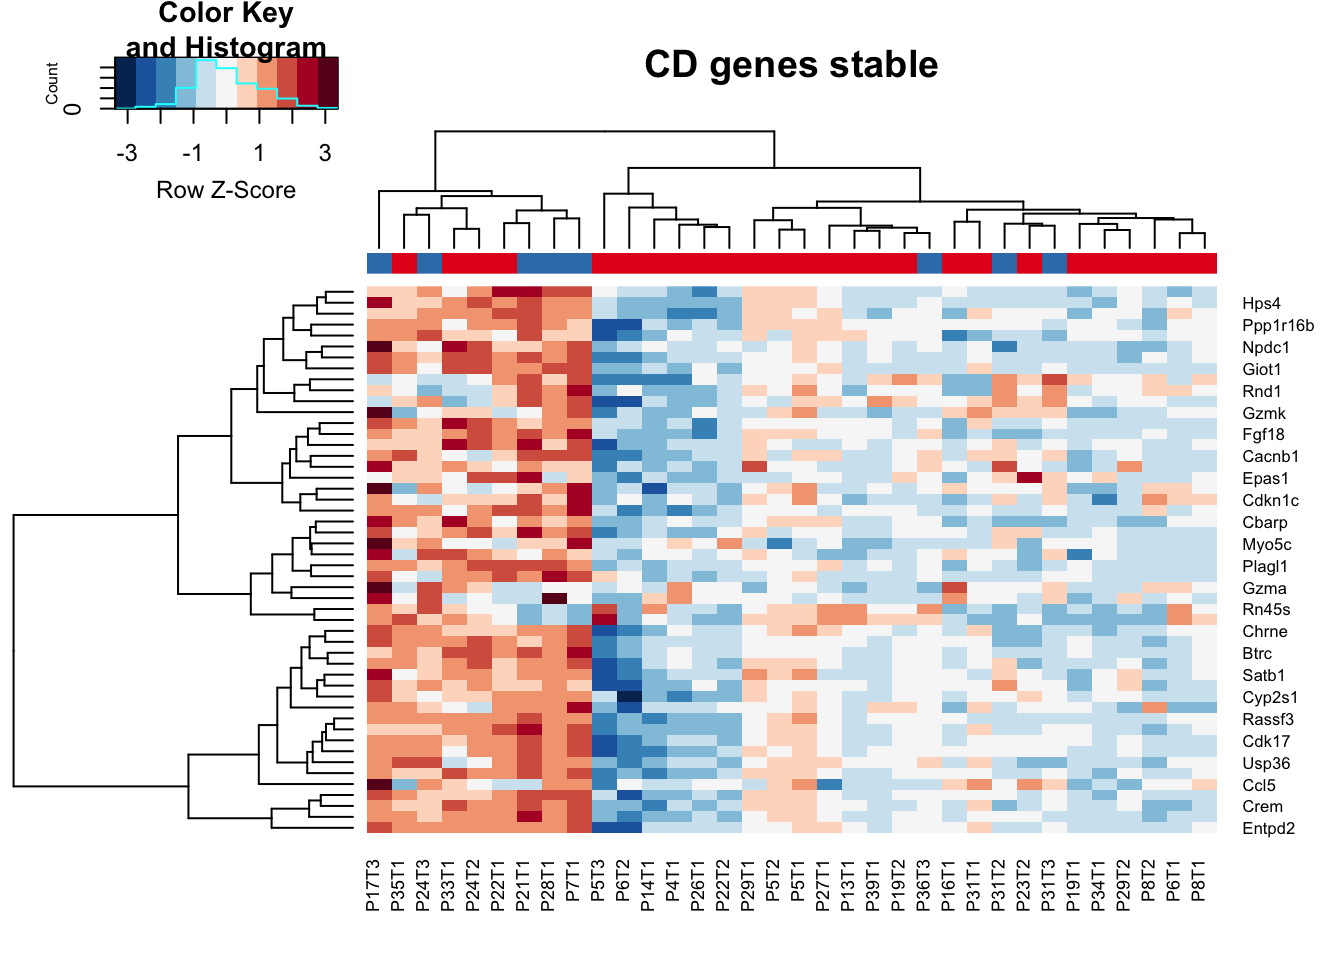 Color Key
and Histogram
Count
0
-3 -1 1 3
Row Z-Score
CD genes stable
Hps4
Ppp1r16b
Npdc1
Giot1
Rnd1
Gzmk
Fgf18
Cacnb1
Epas1
Cdkn1c
Cbarp
Myo5c
Plagl1
Gzma
Rn45s
Chrne
Btrc
Satb1
Cyp2s1
Rassf3
Cdk17
Usp36
Ccl5
Crem
Entpd2
P17T3 P35T1 P24T3 P33T1 P24T2 P22T1 P21T1 P28T1 P7T1 P5T3 P6T2 P14T1 P4T1 P26T1 P22T2 P29T1 P5T2 P5T1 P27T1 P13T1 P39T1 P19T2 P36T3 P16T1 P31T1 P31T2 P23T2 P31T3 P19T1 P34T1 P29T2 P8T2 P6T1 P8T1